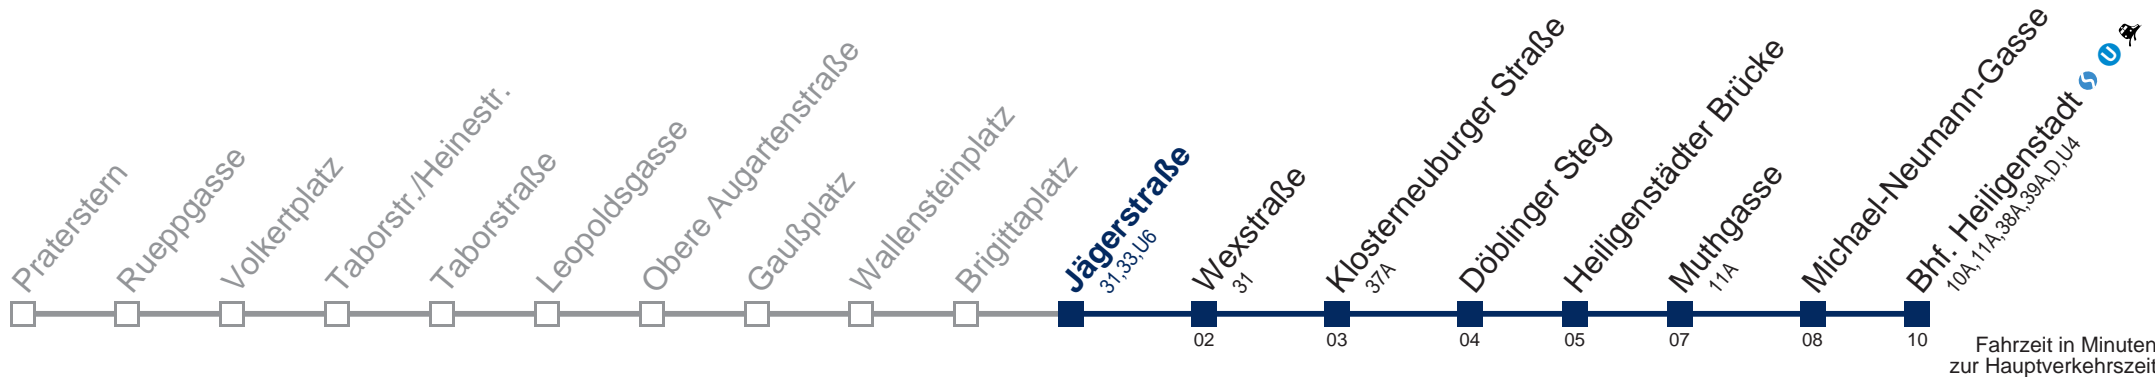 Praterstern
Rueppgasse
Volkertplatz
Taborstr./Heinestr.
Taborstraße
Leopoldsgasse
Obere Augartenstraße
Gaußplatz
Wallensteinplatz
Brigittaplatz
Jägerstraße
31,33,U6
Wexstraße
31
Klosterneuburger Straße
37A
Döblinger Steg
Heiligenstädter Brücke
Muthgasse
11A
Michael-Neumann-Gasse
Bhf. Heiligenstadt S U
10A,11A,38A,39A,D,U4
02 03 04 05 07 08 10
Fahrzeit in Minuten
zur Hauptverkehrszeit